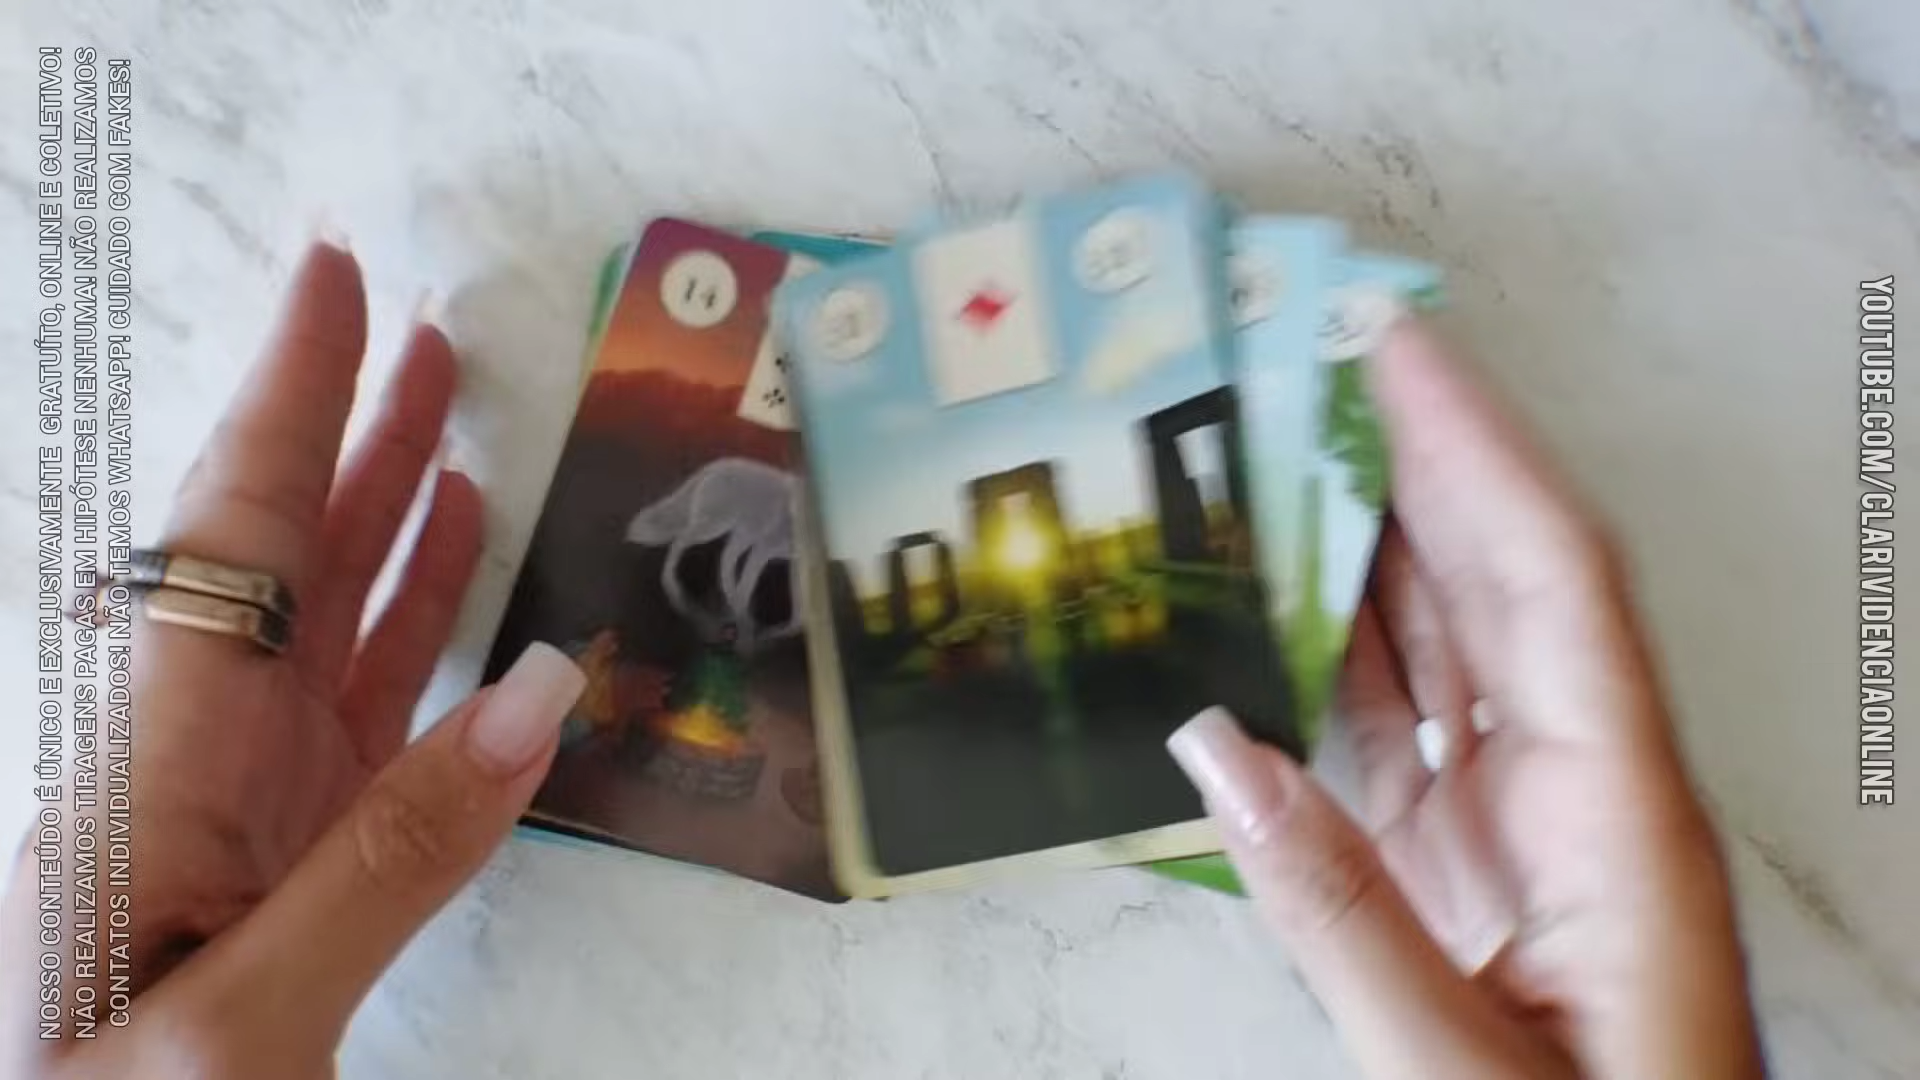 NOSSO CONTEÚDO É ÚNICO E EXCLUSIVAMENTE GRATUÍTO, ONLINE E COLETIVO!
NÃO REALIZAMOS TIRAGENS PAGAS EM HIPÓTESE NENHUMA! NÃO REALIZAMOS
CONTATOS INDIVIDUALIZADOS! NÃO TEMOS WHATSAPP! CUIDADO COM FAKES!
14
YOUTUBE.COM/CLARIVIDENCIAONLINE